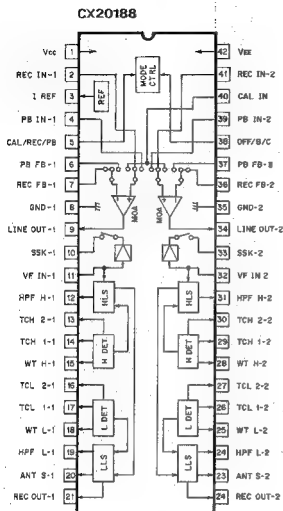 CX20188
Vcc 1
REC IN-1 2
I REF 3
PB IN-1 4
CAL/REC/PB 5
PB FB-1 6
REC FB-1 7
GND-1 8
LINE OUT-1 9
SSK-1 10
VF IN-1 11
HPF H-1 12
TCH 2-1 13
TCH 1-1 14
WT H-1 15
TCL 2-1 16
TCL 1-1 17
WT L-1 18
HPF L-1 19
ANT S-1 20
REC OUT-1 21
MODE CTRL
REF
MOA
MOA
HLS
HLS
H DET
H DET
L DET
L DET
LLS
LLS
42 VEE
41 REC IN-2
40 CAL IN
39 PB IN-2
38 OFF/B/C
37 PB FB-2
36 REC FB-2
35 GND-2
34 LINE OUT-2
33 SSK-2
32 VF IN 2
31 HPF H-2
30 TCH 2-2
29 TCH 1-2
28 WT H-2
27 TCL 2-2
26 TCL 1-2
25 WT L-2
24 HPF L-2
23 ANT S-2
24 REC OUT-2